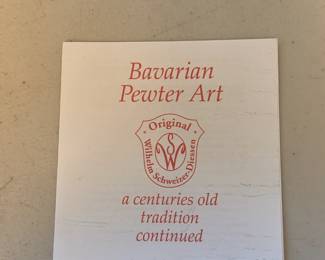 Bavarian
Pewter Art
· Original ·
Wilhelm Schweizer-Diessen
WS
a centuries old
tradition
continued